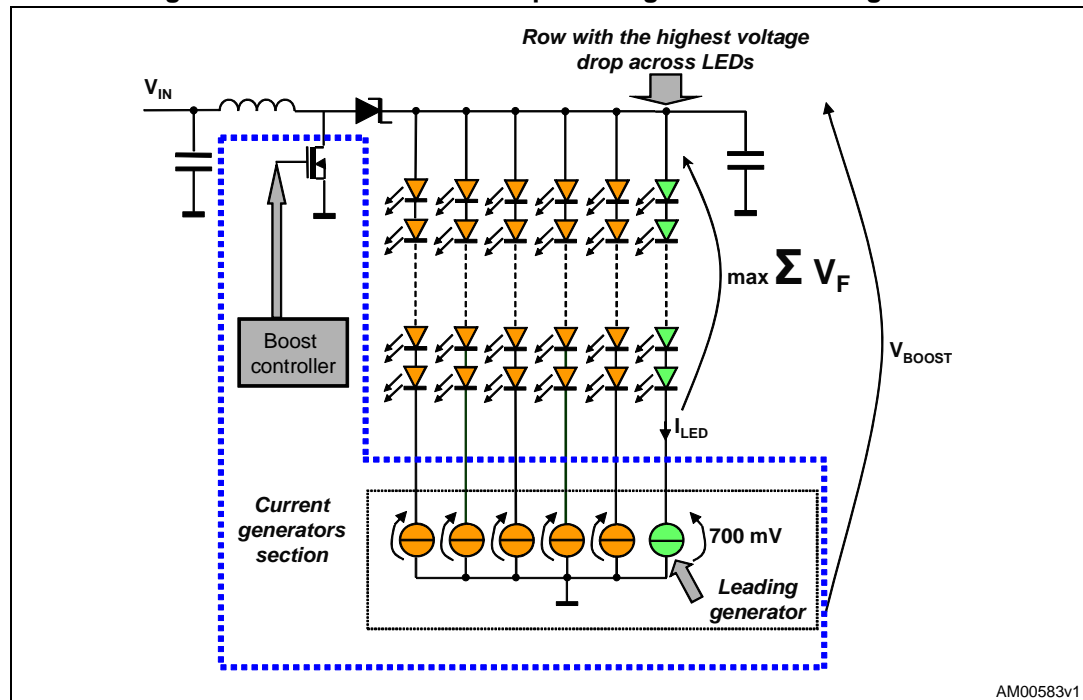 Row with the highest voltage
drop across LEDs
V_IN
max Σ V_F
Boost
controller
V_BOOST
I_LED
Current
generators
section
700 mV
Leading
generator
AM00583v1